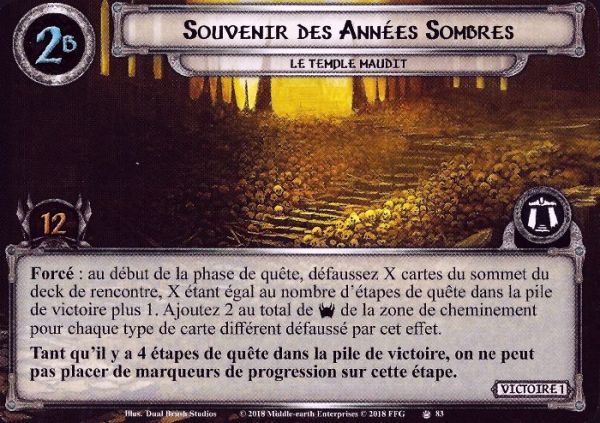 2B
Souvenir des Années Sombres
Le Temple Maudit
12
Forcé : au début de la phase de quête, défaussez X cartes du sommet du
deck de rencontre, X étant égal au nombre d'étapes de quête dans la pile
de victoire plus 1. Ajoutez 2 au total de de la zone de cheminement
pour chaque type de carte différent défaussé par cet effet.
Tant qu'il y a 4 étapes de quête dans la pile de victoire, on ne peut
pas placer de marqueurs de progression sur cette étape.
Victoire 1
Illus. Dual Brush Studios © 2018 Middle-earth Enterprises © 2018 FFG 83